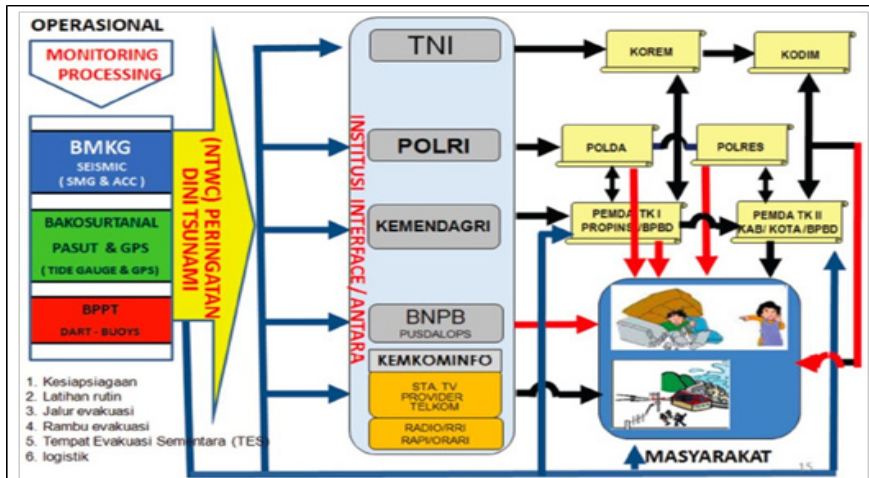 OPERASIONAL
MONITORING
PROCESSING
BMKG
SEISMIC
( SMG & ACC )
BAKOSURTANAL
PASUT & GPS
( TIDE GAUGE & GPS)
BPPT
DART - BUOYS
(NTWC) PERINGATAN
DINI TSUNAMI
1. Kesiapsiagaan
2. Latihan rutin
3. Jalur evakuasi
4. Rambu evakuasi
5. Tempat Evakuasi Sementara (TES)
6. logistik
INSTITUSI INTERFACE / ANTARA
TNI
POLRI
KEMENDAGRI
BNPB
PUSDALOPS
KEMKOMINFO
STA. TV
PROVIDER
TELKOM
RADIO/RRI
RAPI/ORARI
KOREM
KODIM
POLDA
POLRES
PEMDA TK I
PROPINSI/BPBD
PEMDA TK II
KAB/ KOTA /BPBD
MASYARAKAT
15